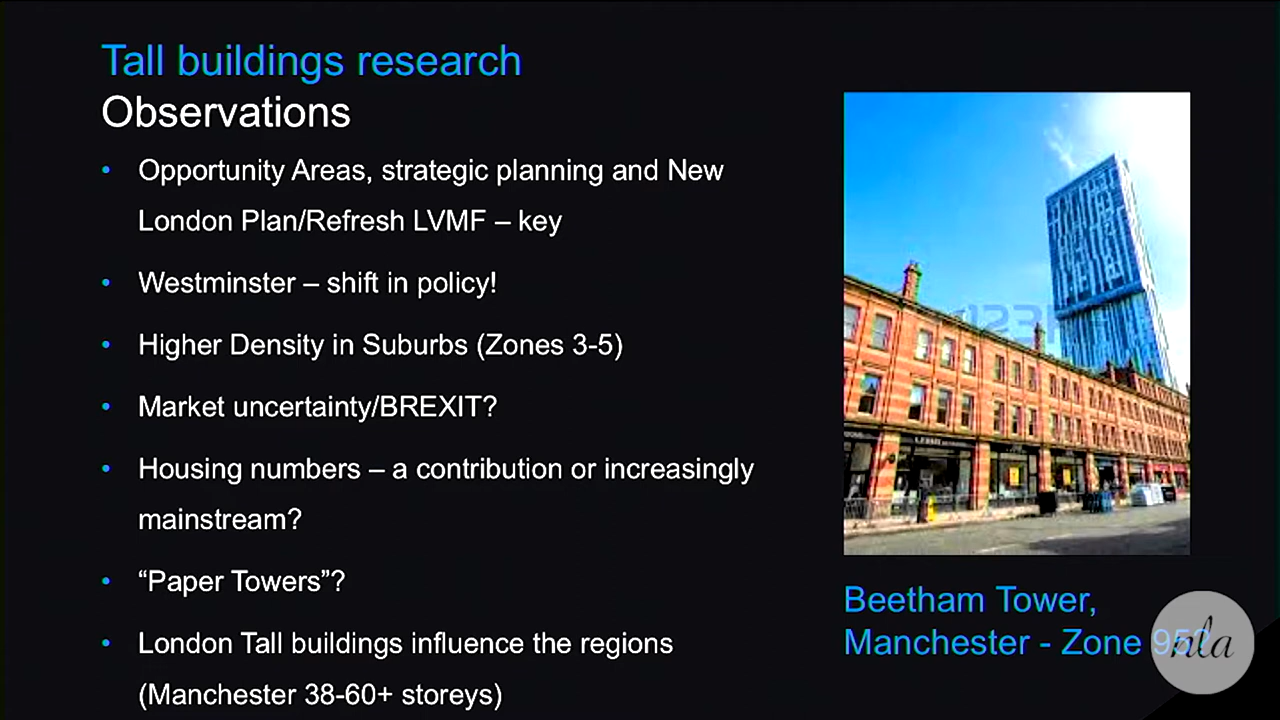 Tall buildings research
Observations
• Opportunity Areas, strategic planning and New
London Plan/Refresh LVMF – key
• Westminster – shift in policy!
• Higher Density in Suburbs (Zones 3-5)
• Market uncertainty/BREXIT?
• Housing numbers – a contribution or increasingly
mainstream?
• “Paper Towers”?
• London Tall buildings influence the regions
(Manchester 38-60+ storeys)
Beetham Tower,
Manchester - Zone 95?
nla